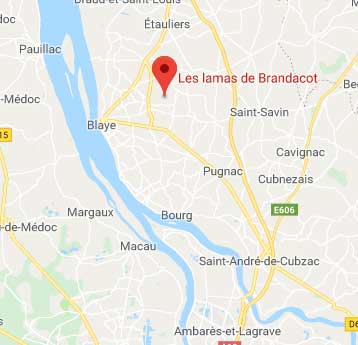 Braud-et-Saint-Louis
Étauliers
Pauillac
Les lamas de Brandacot
Saint-Savin
-Médoc
Blaye
15
Cavignac
Pugnac
Cubnezais
Margaux
Bourg
E606
u-de-Médoc
Macau
Saint-André-de-Cubzac
Ambarès-et-Lagrave
D6